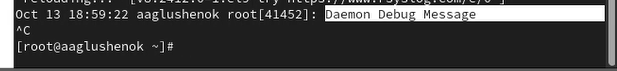 Oct 13 18:59:22 aaglushenok root[41452]: Daemon Debug Message
^C
[root@aaglushenok ~]#